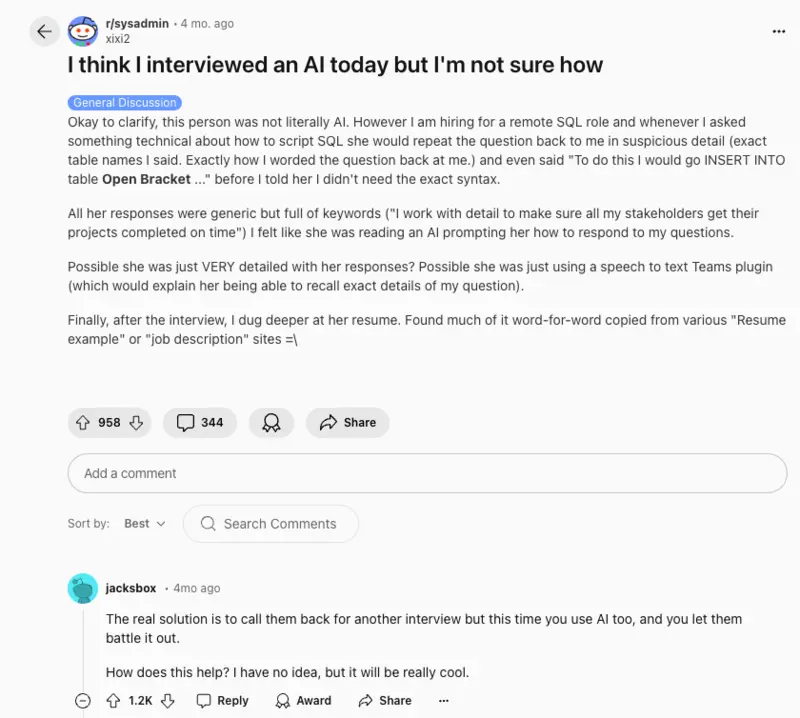 r/sysadmin • 4 mo. ago
xixi2
I think I interviewed an AI today but I'm not sure how
General Discussion
Okay to clarify, this person was not literally AI. However I am hiring for a remote SQL role and whenever I asked
something technical about how to script SQL she would repeat the question back to me in suspicious detail (exact
table names I said. Exactly how I worded the question back at me.) and even said "To do this I would go INSERT INTO
table Open Bracket ..." before I told her I didn't need the exact syntax.
All her responses were generic but full of keywords ("I work with detail to make sure all my stakeholders get their
projects completed on time") I felt like she was reading an AI prompting her how to respond to my questions.
Possible she was just VERY detailed with her responses? Possible she was just using a speech to text Teams plugin
(which would explain her being able to recall exact details of my question).
Finally, after the interview, I dug deeper at her resume. Found much of it word-for-word copied from various "Resume
example" or "job description" sites =\
958 344 Share
Add a comment
Sort by: Best Search Comments
jacksbox • 4mo ago
The real solution is to call them back for another interview but this time you use AI too, and you let them
battle it out.
How does this help? I have no idea, but it will be really cool.
1.2K Reply Award Share ...